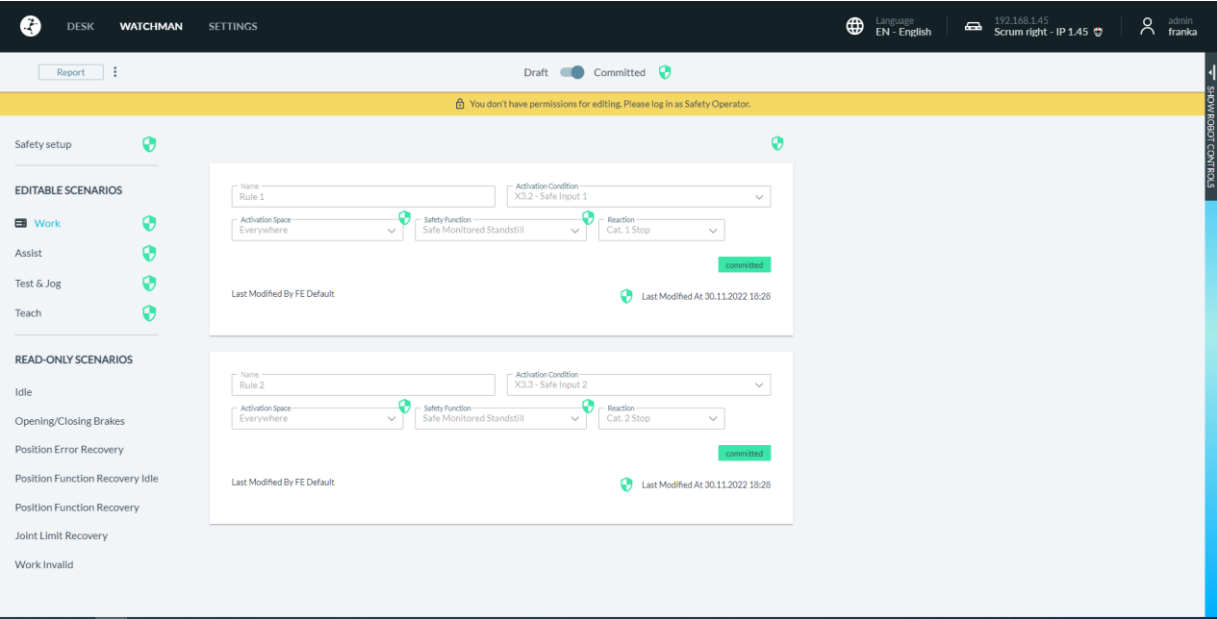 DESK WATCHMAN SETTINGS Language EN - English 192.168.1.45 Scrum right - IP 1.45 admin franka
Report Draft Committed
SHOW ROBOT CONTROLS
You don't have permissions for editing. Please log in as Safety Operator.
Safety setup
EDITABLE SCENARIOS
Work
Assist
Test & Jog
Teach
READ-ONLY SCENARIOS
Idle
Opening/Closing Brakes
Position Error Recovery
Position Function Recovery Idle
Position Function Recovery
Joint Limit Recovery
Work Invalid
Name Activation Condition
Rule 1 X3.2 - Safe Input 1
Activation Space Safety Function Reaction
Everywhere Safe Monitored Standstill Cat. 1 Stop
committed
Last Modified By FE Default Last Modified At 30.11.2022 18:28
Name Activation Condition
Rule 2 X3.3 - Safe Input 2
Activation Space Safety Function Reaction
Everywhere Safe Monitored Standstill Cat. 2 Stop
committed
Last Modified By FE Default Last Modified At 30.11.2022 18:28